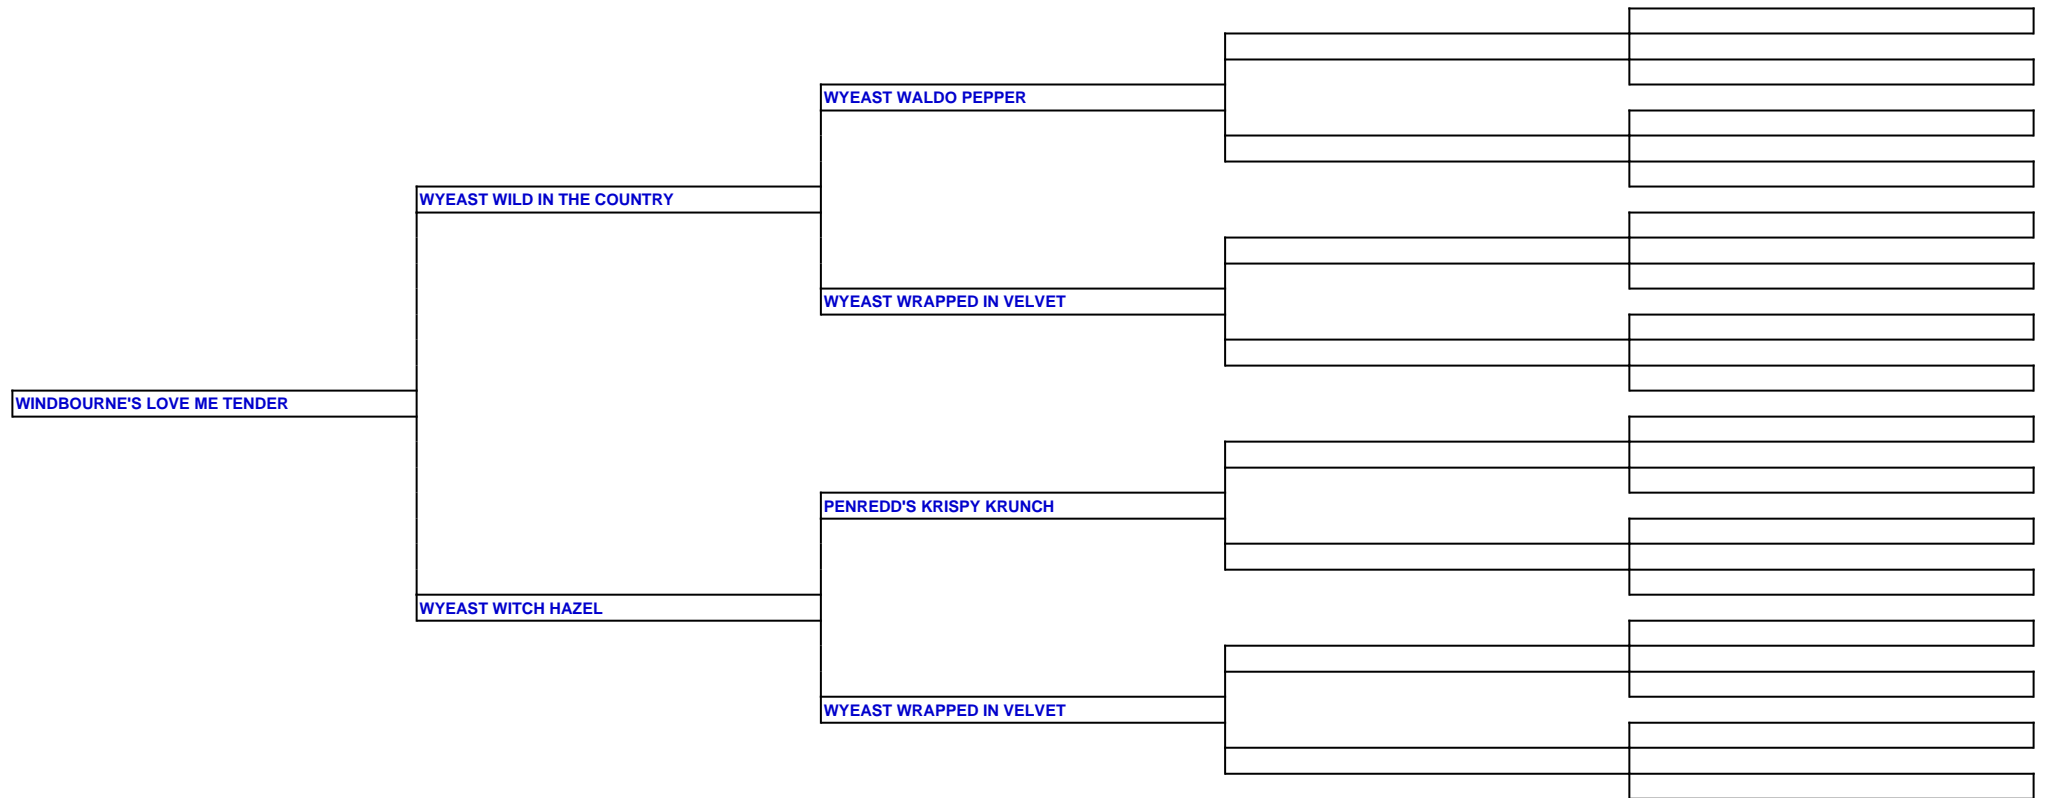 WYEAST WALDO PEPPER
WYEAST WILD IN THE COUNTRY
WYEAST WRAPPED IN VELVET
WINDBOURNE'S LOVE ME TENDER
PENREDD'S KRISPY KRUNCH
WYEAST WITCH HAZEL
WYEAST WRAPPED IN VELVET